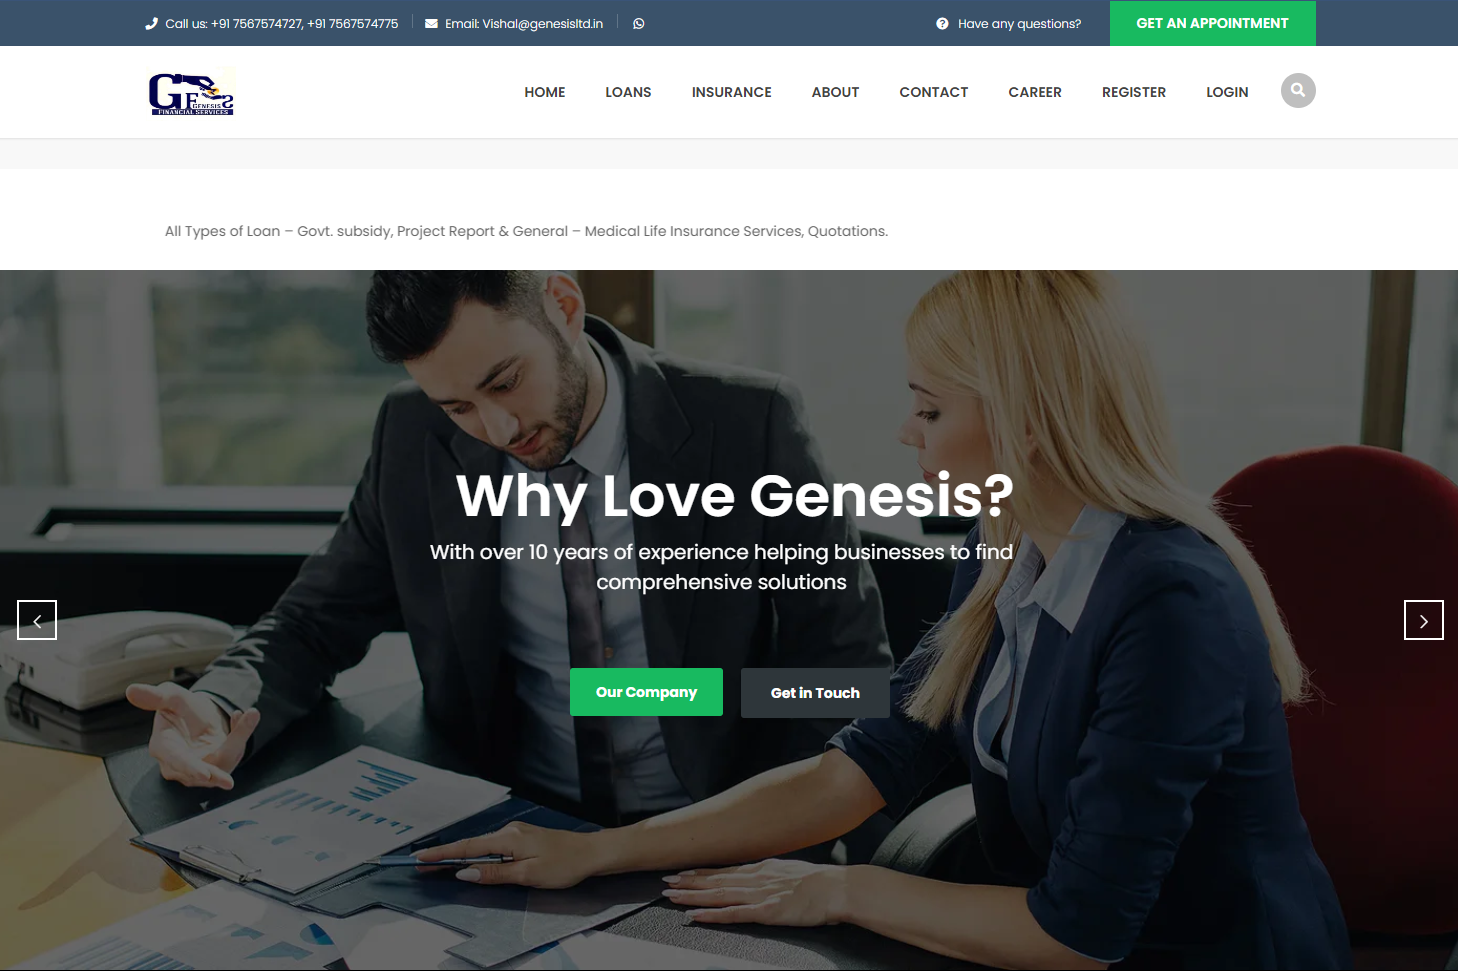 Call us: +91 7567574727, +91 7567574775
Email: Vishal@genesisltd.in
Have any questions?
GET AN APPOINTMENT
GFS
GENESIS
FINANCIAL SERVICES
HOME
LOANS
INSURANCE
ABOUT
CONTACT
CAREER
REGISTER
LOGIN
All Types of Loan – Govt. subsidy, Project Report & General – Medical Life Insurance Services, Quotations.
Why Love Genesis?
With over 10 years of experience helping businesses to find
comprehensive solutions
Our Company
Get in Touch